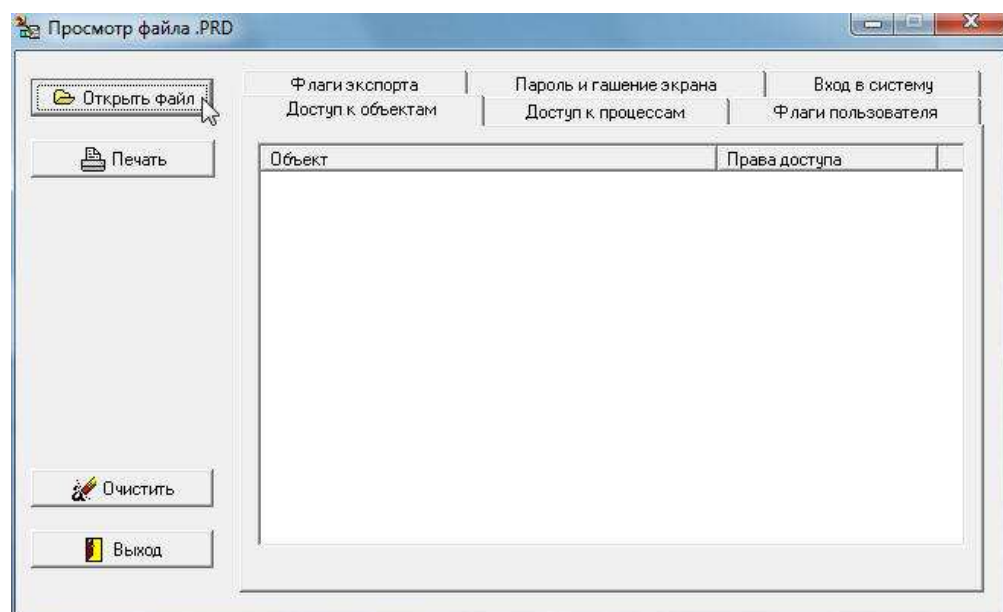 Просмотр файла .PRD
Открыть файл
Печать
Очистить
Выход
Флаги экспорта Пароль и гашение экрана Вход в систему
Доступ к объектам Доступ к процессам Флаги пользователя
Объект Права доступа